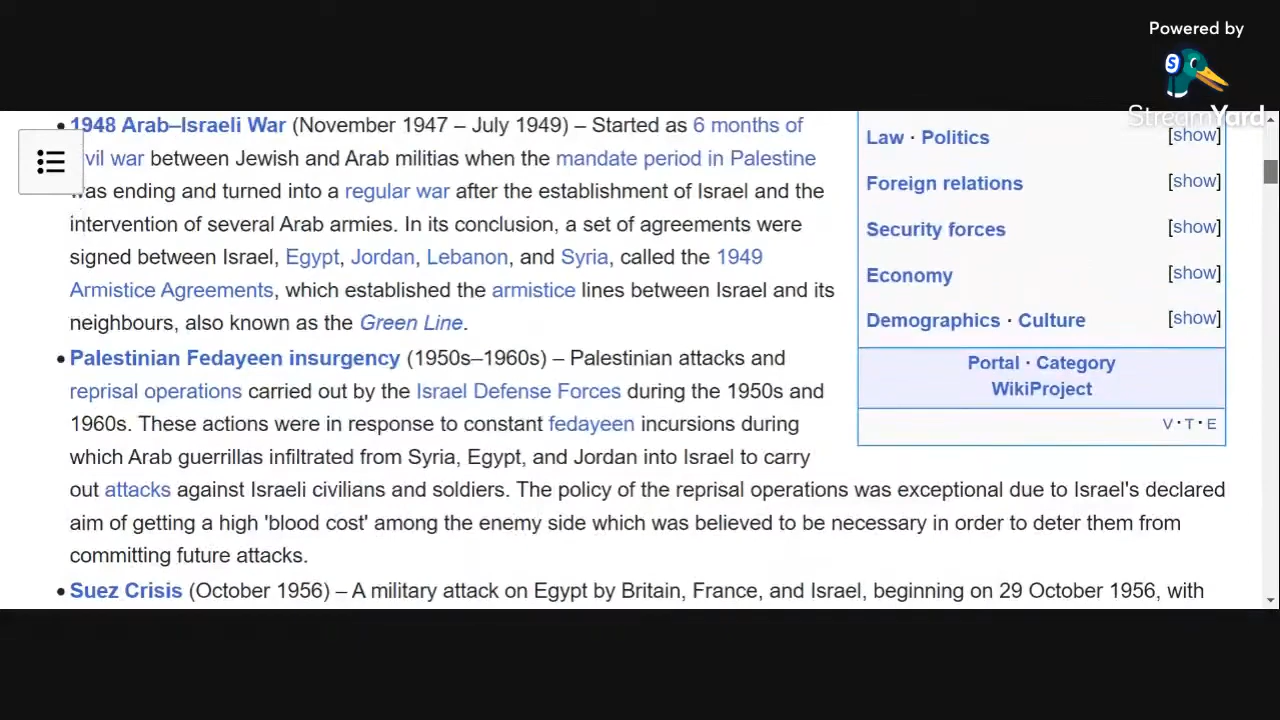 Powered by
S
StreamYard
1948 Arab–Israeli War (November 1947 – July 1949) – Started as 6 months of
civil war between Jewish and Arab militias when the mandate period in Palestine
was ending and turned into a regular war after the establishment of Israel and the
intervention of several Arab armies. In its conclusion, a set of agreements were
signed between Israel, Egypt, Jordan, Lebanon, and Syria, called the 1949
Armistice Agreements, which established the armistice lines between Israel and its
neighbours, also known as the Green Line.
Palestinian Fedayeen insurgency (1950s–1960s) – Palestinian attacks and
reprisal operations carried out by the Israel Defense Forces during the 1950s and
1960s. These actions were in response to constant fedayeen incursions during
which Arab guerrillas infiltrated from Syria, Egypt, and Jordan into Israel to carry
out attacks against Israeli civilians and soldiers. The policy of the reprisal operations was exceptional due to Israel's declared
aim of getting a high 'blood cost' among the enemy side which was believed to be necessary in order to deter them from
committing future attacks.
Suez Crisis (October 1956) – A military attack on Egypt by Britain, France, and Israel, beginning on 29 October 1956, with
Law · Politics [show]
Foreign relations [show]
Security forces [show]
Economy [show]
Demographics · Culture [show]
Portal · Category
WikiProject
V · T · E